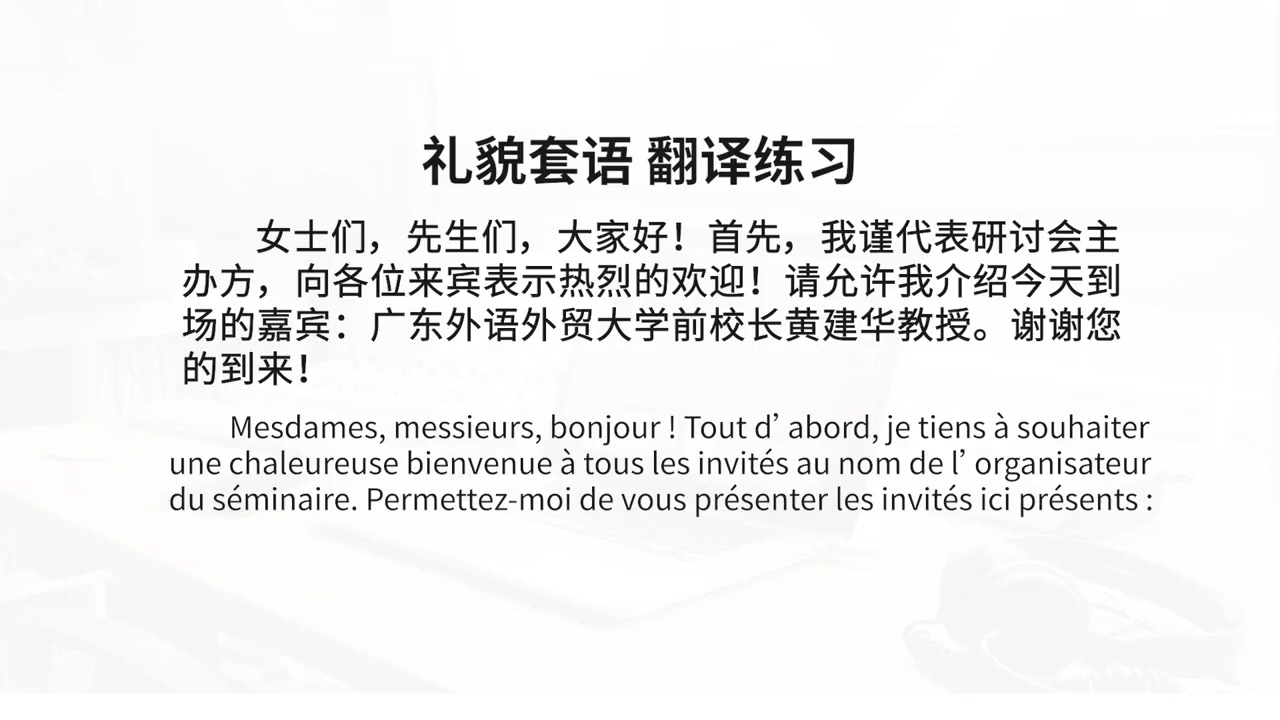 礼貌套语 翻译练习
女士们，先生们，大家好！首先，我谨代表研讨会主
办方，向各位来宾表示热烈的欢迎！请允许我介绍今天到
场的嘉宾：广东外语外贸大学前校长黄建华教授。谢谢您
的到来！
Mesdames, messieurs, bonjour ! Tout d’ abord, je tiens à souhaiter
une chaleureuse bienvenue à tous les invités au nom de l’ organisateur
du séminaire. Permettez-moi de vous présenter les invités ici présents :